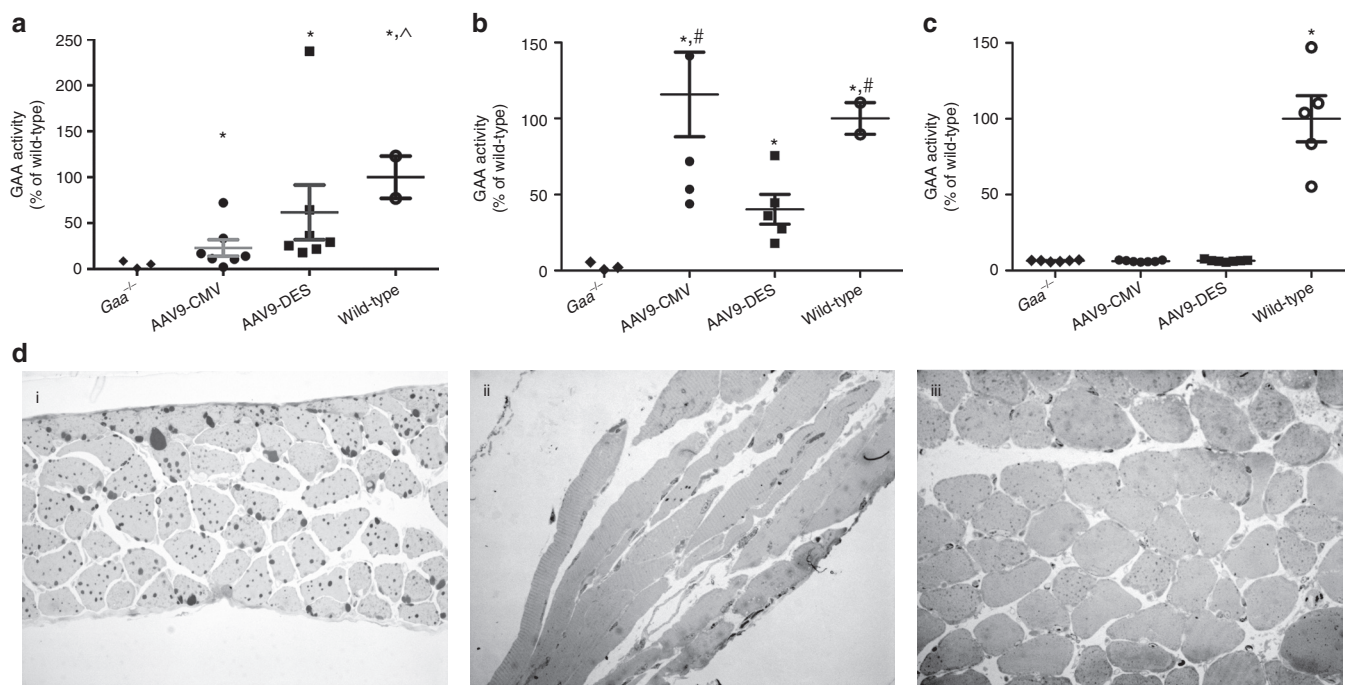 a
GAA activity
(% of wild-type)
250
200
150
100
50
0
*
*
*,^
Gaa-/-
AAV9-CMV
AAV9-DES
Wild-type
b
GAA activity
(% of wild-type)
150
100
50
0
*,#
*
*,#
Gaa-/-
AAV9-CMV
AAV9-DES
Wild-type
c
GAA activity
(% of wild-type)
150
100
50
0
*
Gaa-/-
AAV9-CMV
AAV9-DES
Wild-type
d
i
ii
iii